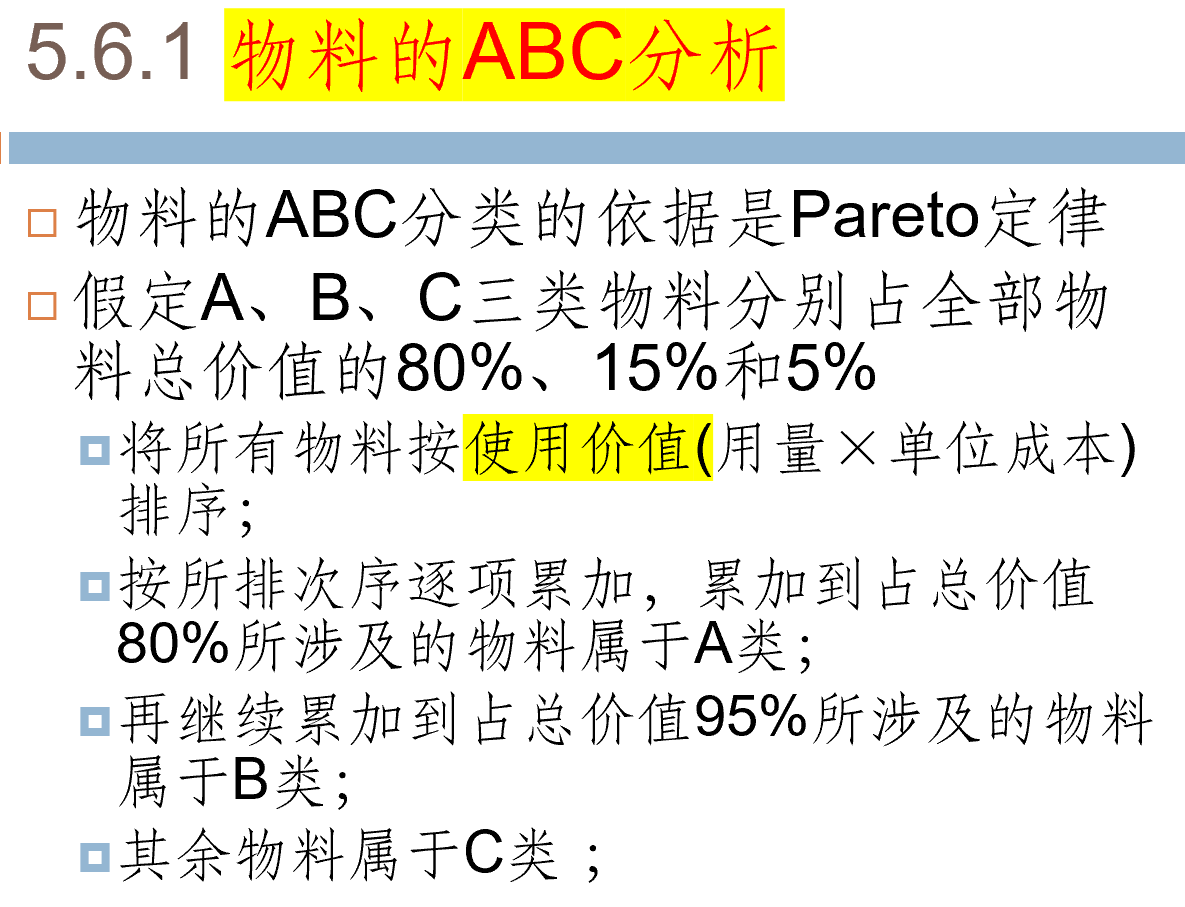 5.6.1 物料的ABC分析
物料的ABC分类的依据是Pareto定律
假定A、B、C三类物料分别占全部物
料总价值的80%、15%和5%
将所有物料按使用价值(用量×单位成本)
排序；
按所排次序逐项累加，累加到占总价值
80%所涉及的物料属于A类；
再继续累加到占总价值95%所涉及的物料
属于B类；
其余物料属于C类；